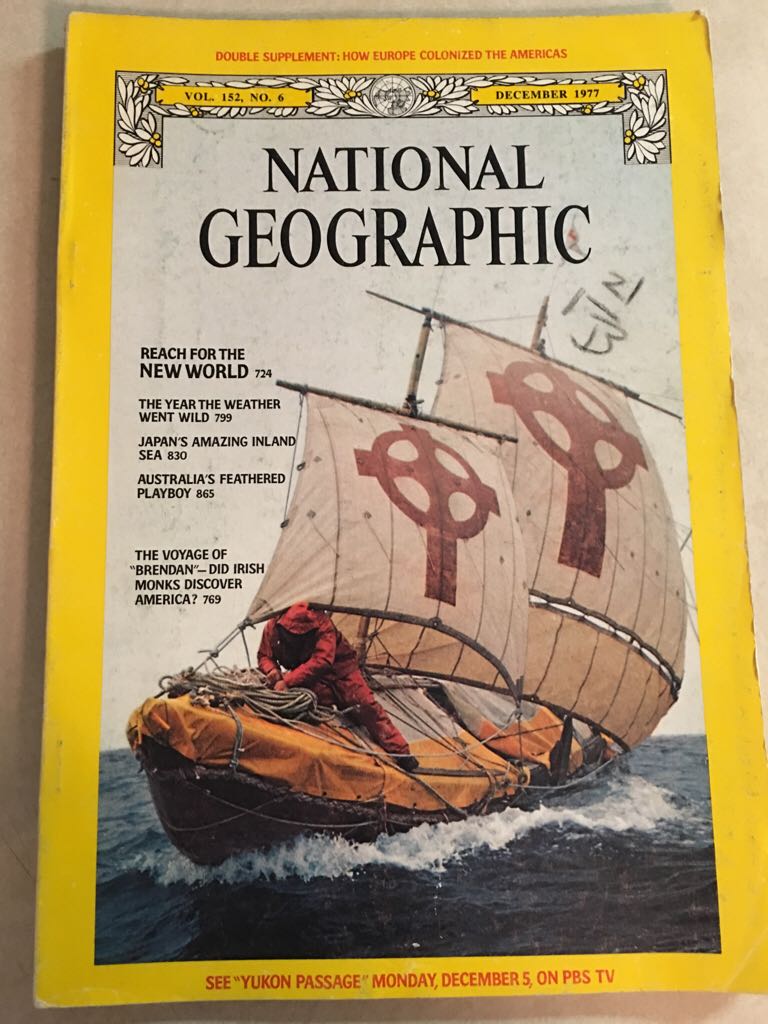 DOUBLE SUPPLEMENT: HOW EUROPE COLONIZED THE AMERICAS
VOL. 152, NO. 6
DECEMBER 1977
NATIONAL
GEOGRAPHIC
REACH FOR THE
NEW WORLD 724
THE YEAR THE WEATHER
WENT WILD 799
JAPAN'S AMAZING INLAND
SEA 830
AUSTRALIA'S FEATHERED
PLAYBOY 865
THE VOYAGE OF
"BRENDAN"—DID IRISH
MONKS DISCOVER
AMERICA? 769
SEE "YUKON PASSAGE" MONDAY, DECEMBER 5, ON PBS TV